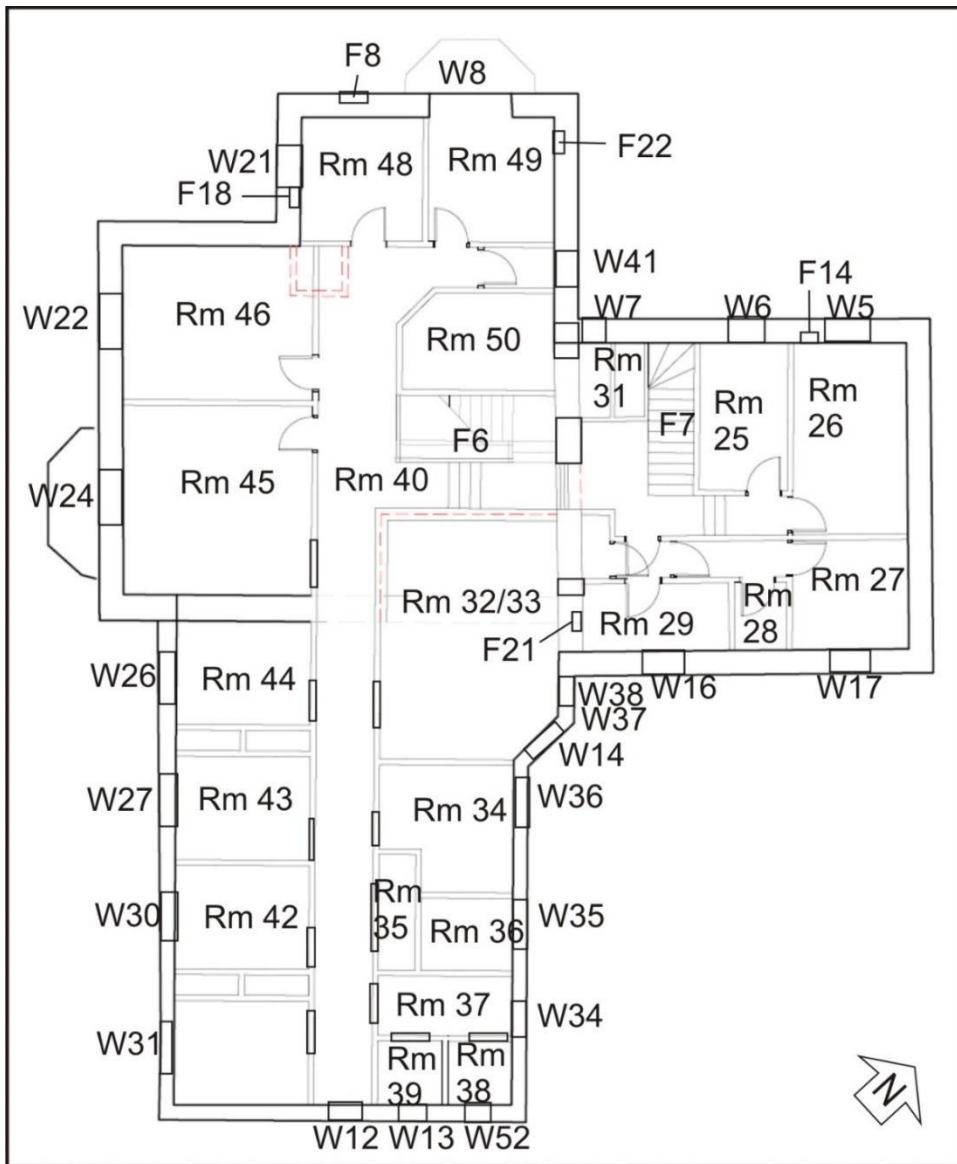 F8
W8
W21
Rm 48
Rm 49
F22
F18
W41
F14
W22
Rm 46
W7
W6
W5
Rm 50
Rm
31
Rm
25
Rm
26
F6
F7
W24
Rm 45
Rm 40
Rm 32/33
Rm 27
Rm
28
Rm 29
F21
W26
Rm 44
W38
W16
W17
W37
W14
W27
Rm 43
Rm 34
W36
W30
Rm 42
Rm
35
Rm 36
W35
Rm 37
W34
W31
Rm
39
Rm
38
N
W12
W13
W52